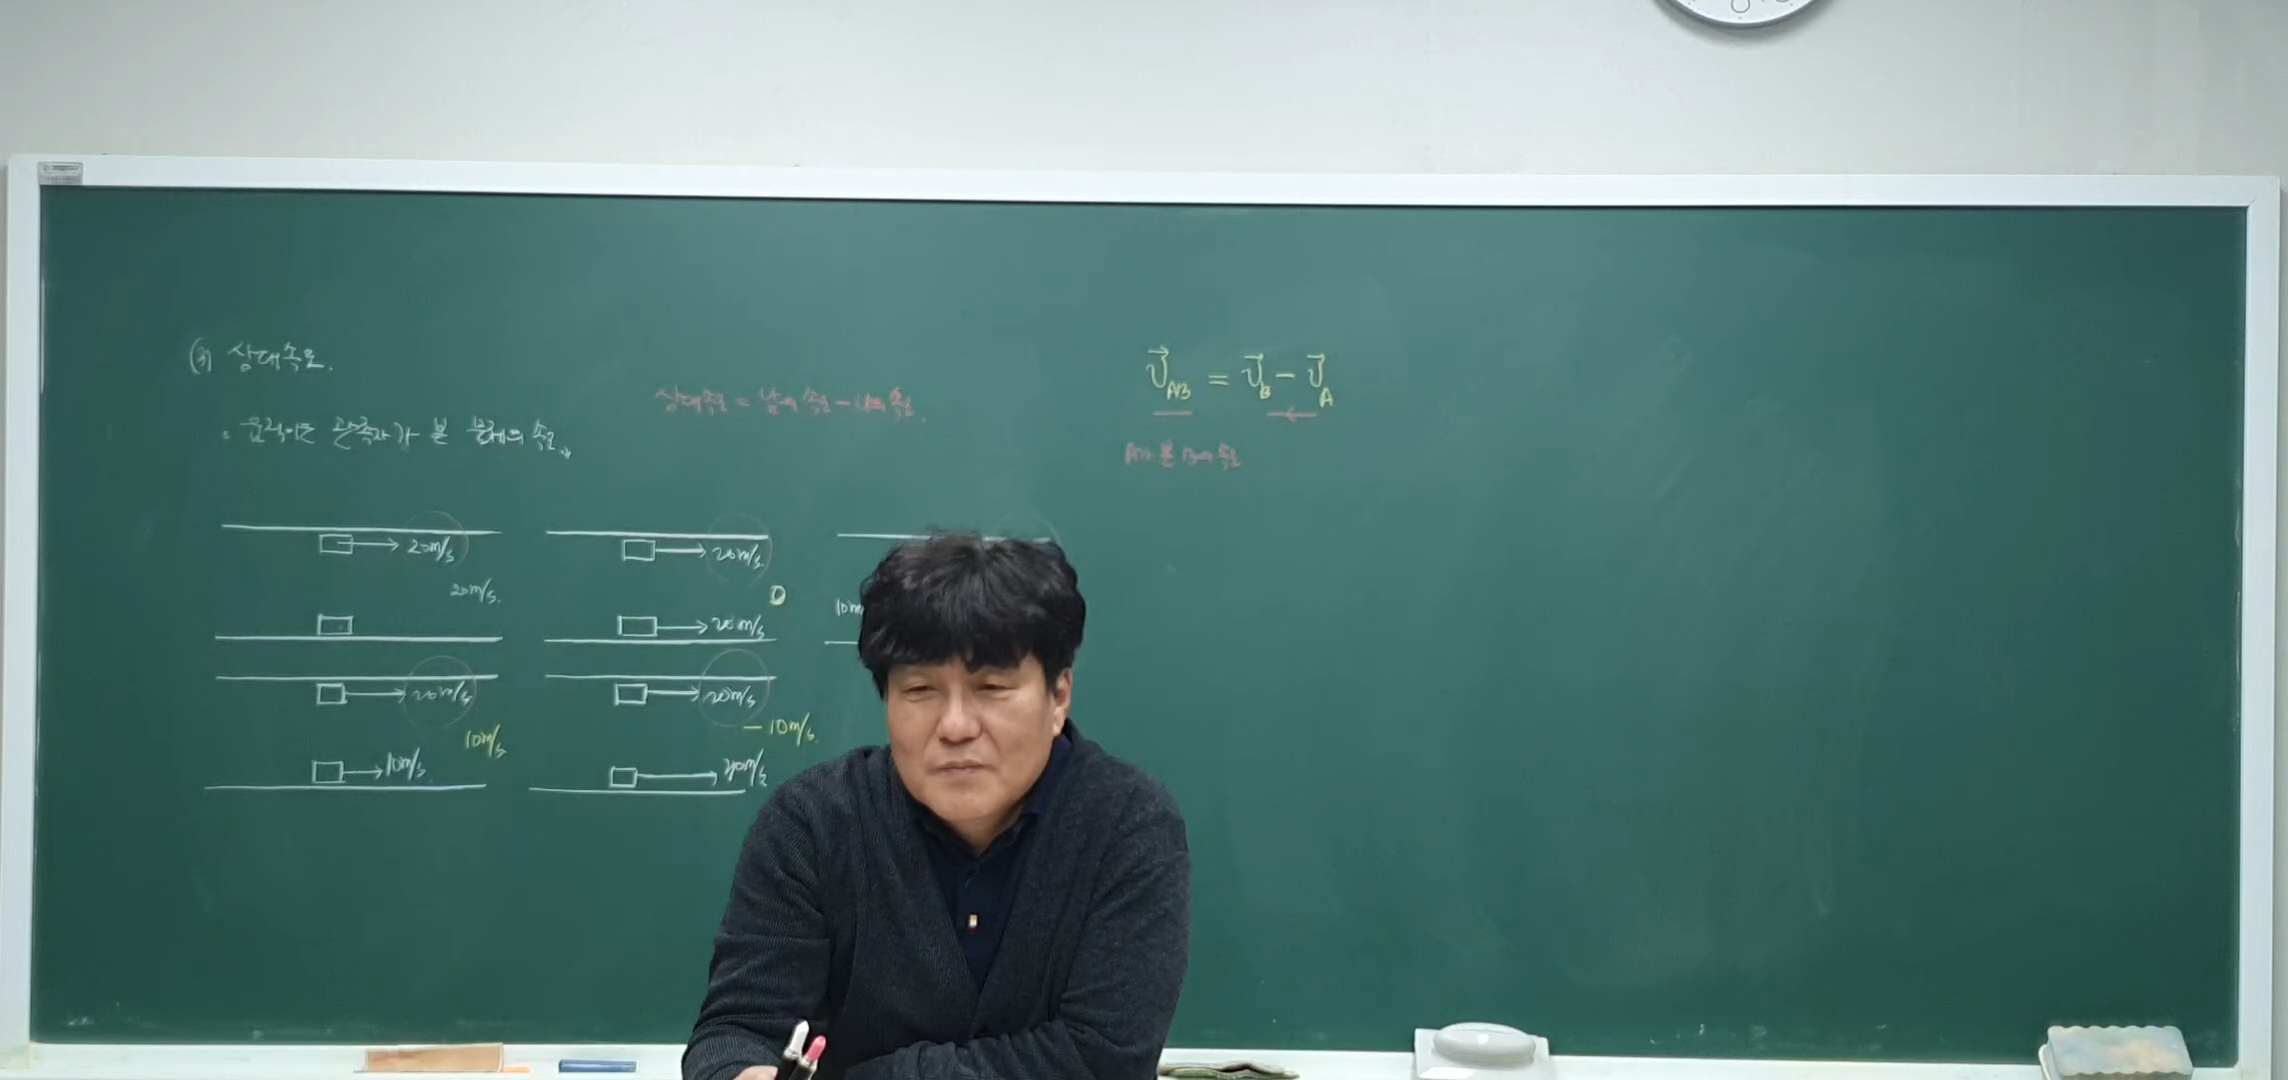 (3) 상대속도.
상대속도 = 남의 속도 - 나의 속도.
• 움직이는 관측자가 본 물체의 속도.
V⃗AB = V⃗B - V⃗A
A가 본 B의 속도
20m/s
20m/s.
20m/s
0
20m/s
10m
20m/s
10m/s
10m/s
20m/s
-10m/s